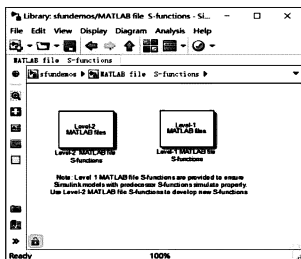 Library: sfundemos/MATLAB file S-functions - Si...
File Edit View Display Diagram Analysis Help
MATLAB file S-functions
sfundemos MATLAB file S-functions
Level-2
MATLAB files
Level-1
MATLAB files
Level-2 MATLAB file
S-functions
Level-1 MATLAB file
S-functions
Note: Level 1 MATLAB file S-functions are provided to ensure
Simulink models with predecessor S-functions simulate properly.
Use Level-2 MATLAB file S-functions to develop new S-functions
Ready 100%